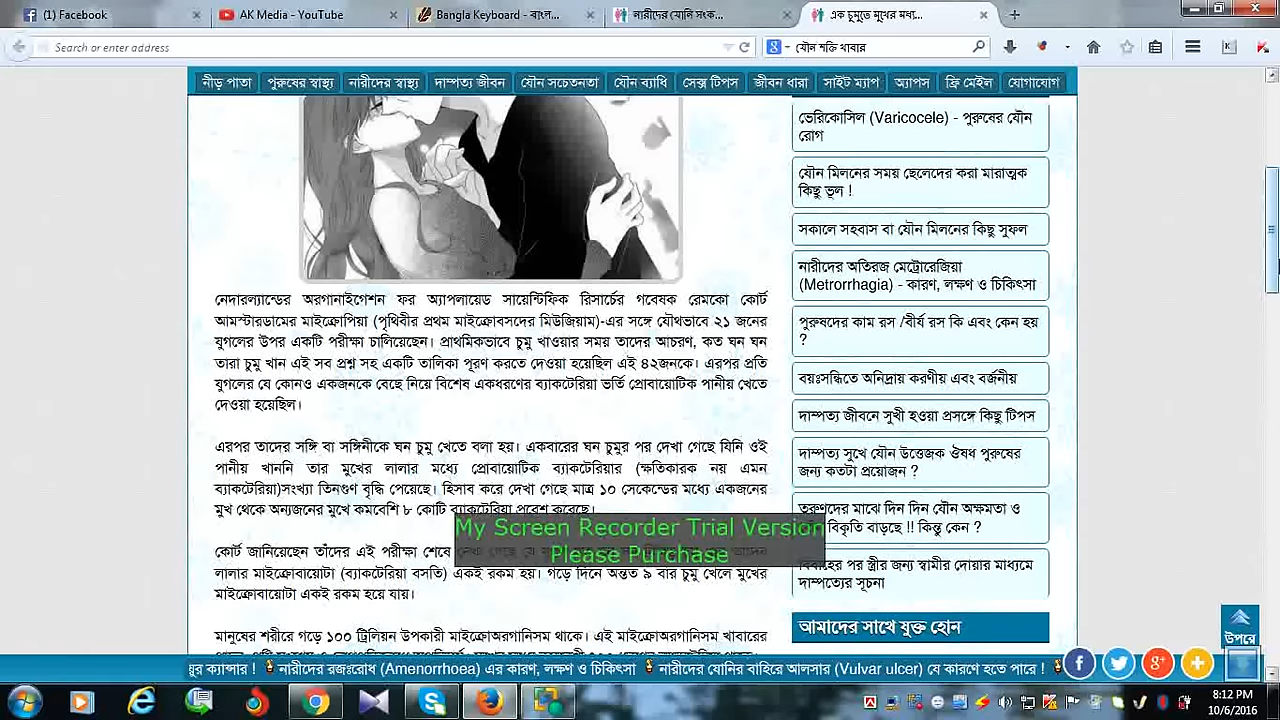 Facebook
AK Media - YouTube
Bangla Keyboard - বাংল...
নারীদের যোনি সংক...
এক চুমুতে মুখের মধ্য...
Search or enter address
যৌন শক্তি খাবার
নীড় পাতা পুরুষের স্বাস্থ্য নারীদের স্বাস্থ্য দাম্পত্য জীবন যৌন সচেতনতা যৌন ব্যাধি সেক্স টিপস জীবন ধারা সাইট ম্যাপ অ্যাপস ফ্রি মেইল যোগাযোগ
নেদারল্যান্ডের অরগানাইগেশন ফর অ্যাপলায়েড সায়েন্টিফিক রিসার্চের গবেষক রেমকো কোর্ট
আমস্টারডামের মাইক্রোপিয়া (পৃথিবীর প্রথম মাইক্রোবসদের মিউজিয়াম)-এর সঙ্গে যৌথভাবে ২১ জনের
যুগলের উপর একটি পরীক্ষা চালিয়েছেন। প্রাথমিকভাবে চুমু খাওয়ার সময় তাদের আচরণ, কত ঘন ঘন
তারা চুমু খান এই সব প্রশ্ন সহ একটি তালিকা পূরণ করতে দেওয়া হয়েছিল এই ৪২জনকে। এরপর প্রতি
যুগলের যে কোনও একজনকে বেছে নিয়ে বিশেষ একধরণের ব্যাকটেরিয়া ভর্তি প্রোবায়োটিক পানীয় খেতে
দেওয়া হয়েছিল।
এরপর তাদের সঙ্গি বা সঙ্গিনীকে ঘন চুমু খেতে বলা হয়। একবারের ঘন চুমুর পর দেখা গেছে যিনি ওই
পানীয় খাননি তার মুখের লালার মধ্যে প্রোবায়োটিক ব্যাকটেরিয়ার (ক্ষতিকারক নয় এমন
ব্যাকটেরিয়া)সংখ্যা তিনগুণ বৃদ্ধি পেয়েছে। হিসাব করে দেখা গেছে মাত্র ১০ সেকেন্ডের মধ্যে একজনের
মুখ থেকে অন্যজনের মুখে কমবেশি ৮ কোটি ব্যাকটেরিয়া প্রবেশ করেছে।
কোর্ট জানিয়েছেন তাঁদের এই পরীক্ষা শেষে
লালার মাইক্রোবায়োটা (ব্যাকটেরিয়া বসতি) একই রকম হয়। গড়ে দিনে অন্তত ৯ বার চুমু খেলে মুখের
মাইক্রোবায়োটা একই রকম হয়ে যায়।
মানুষের শরীরে গড়ে ১০০ ট্রিলিয়ন উপকারী মাইক্রোঅরগানিসম থাকে। এই মাইক্রোঅরগানিসম খাবারের
ভেরিকোসিল (Varicocele) - পুরুষের যৌন
রোগ
যৌন মিলনের সময় ছেলেদের করা মারাত্মক
কিছু ভূল !
সকালে সহবাস বা যৌন মিলনের কিছু সুফল
নারীদের অতিরজ মেট্রোরেজিয়া
(Metrorrhagia) - কারণ, লক্ষণ ও চিকিৎসা
পুরুষদের কাম রস /বীর্য রস কি এবং কেন হয়
?
বয়ঃসন্ধিতে অনিদ্রায় করণীয় এবং বর্জনীয়
দাম্পত্য জীবনে সুখী হওয়া প্রসঙ্গে কিছু টিপস
দাম্পত্য সুখে যৌন উত্তেজক ঔষধ পুরুষের
জন্য কতটা প্রয়োজন ?
তরুণদের মাঝে দিন দিন যৌন অক্ষমতা ও
বিকৃতি বাড়ছে !! কিন্তু কেন ?
বিবাহের পর স্ত্রীর জন্য স্বামীর দোয়ার মাধ্যমে
দাম্পত্যের সূচনা
আমাদের সাথে যুক্ত হোন
My Screen Recorder Trial Version
Please Purchase
উপরে
ক্যান্সার ! নারীদের রজঃরোধ (Amenorrhoea) এর কারণ, লক্ষণ ও চিকিৎসা নারীদের যোনির বাহিরে আলসার (Vulvar ulcer) যে কারণে হতে পারে !
8:12 PM
10/6/2016